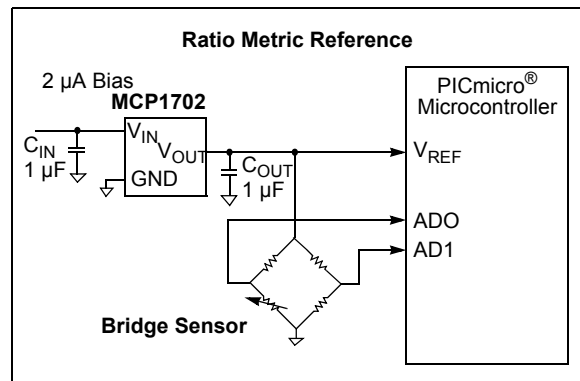 Ratio Metric Reference
2 µA Bias
MCP1702
PICmicro®
Microcontroller
CIN
1 µF
VIN
VOUT
GND
COUT
1 µF
VREF
ADO
AD1
Bridge Sensor